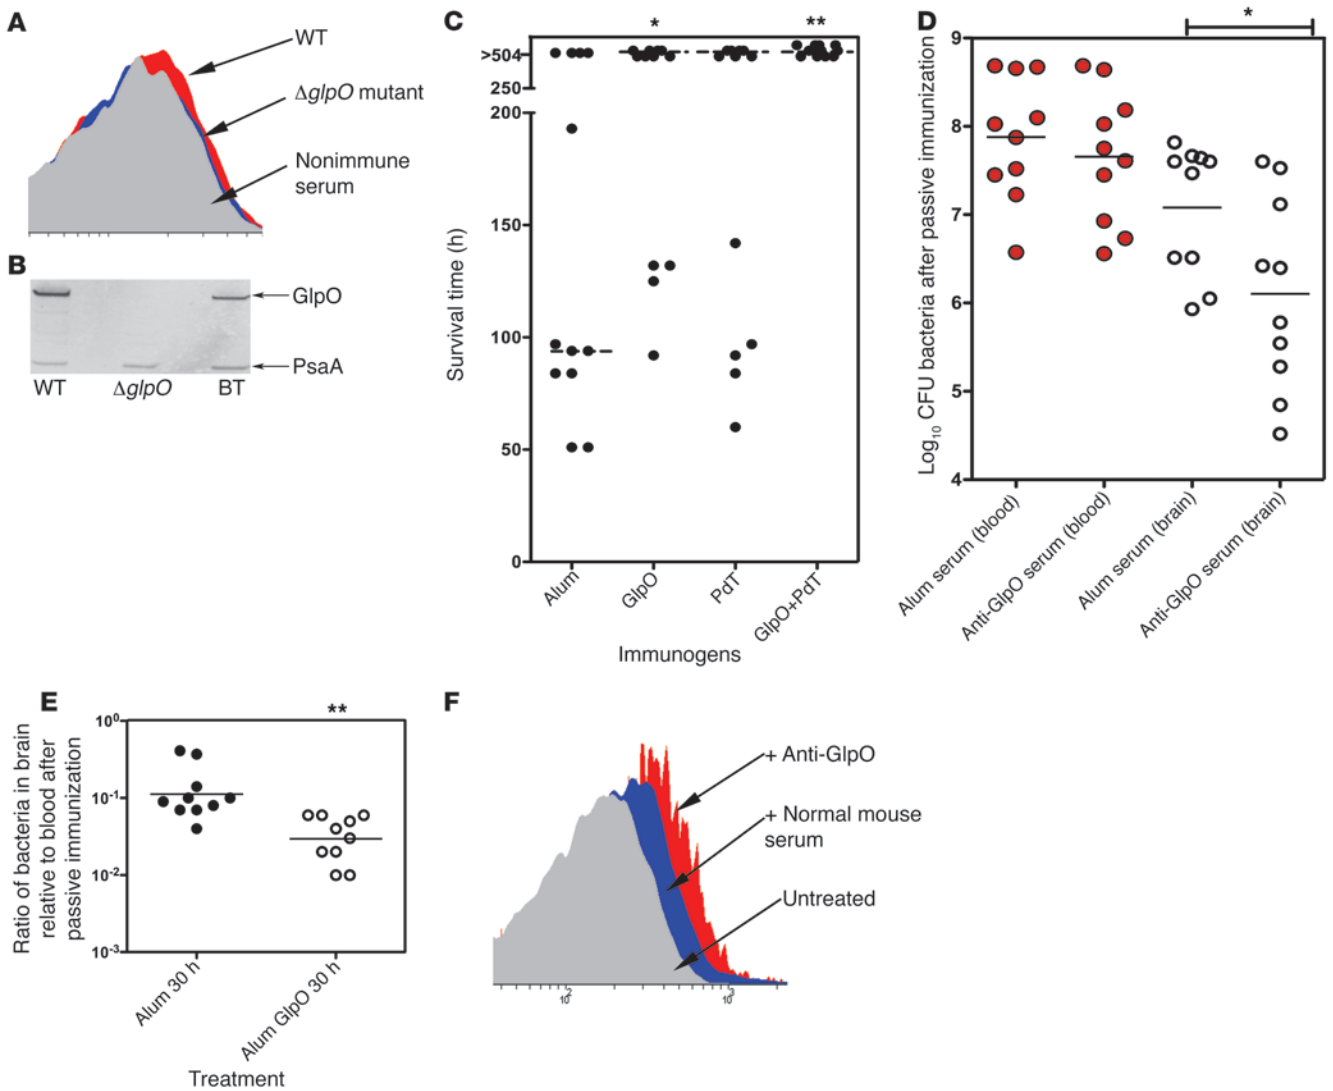 A
WT
ΔglpO mutant
Nonimmune
serum
B
GlpO
PsaA
WT ΔglpO BT
C
* **
Survival time (h)
>504
250
200
150
100
50
0
Alum
GlpO
PdT
GlpO+PdT
Immunogens
D
*
Log10 CFU bacteria after passive immunization
9
8
7
6
5
4
Alum serum (blood)
Anti-GlpO serum (blood)
Alum serum (brain)
Anti-GlpO serum (brain)
E
**
Ratio of bacteria in brain
relative to blood after
passive immunization
10^0
10^-1
10^-2
10^-3
Alum 30 h
Alum GlpO 30 h
Treatment
F
+ Anti-GlpO
+ Normal mouse
serum
Untreated
10^2 10^3